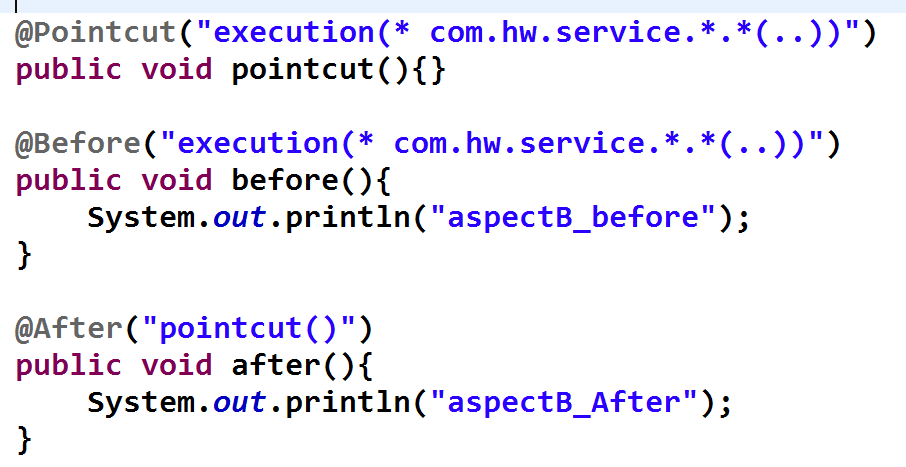 @Pointcut("execution(* com.hw.service.*.*(..))")
public void pointcut(){}
@Before("execution(* com.hw.service.*.*(..))")
public void before(){
    System.out.println("aspectB_before");
}
@After("pointcut()")
public void after(){
    System.out.println("aspectB_After");
}